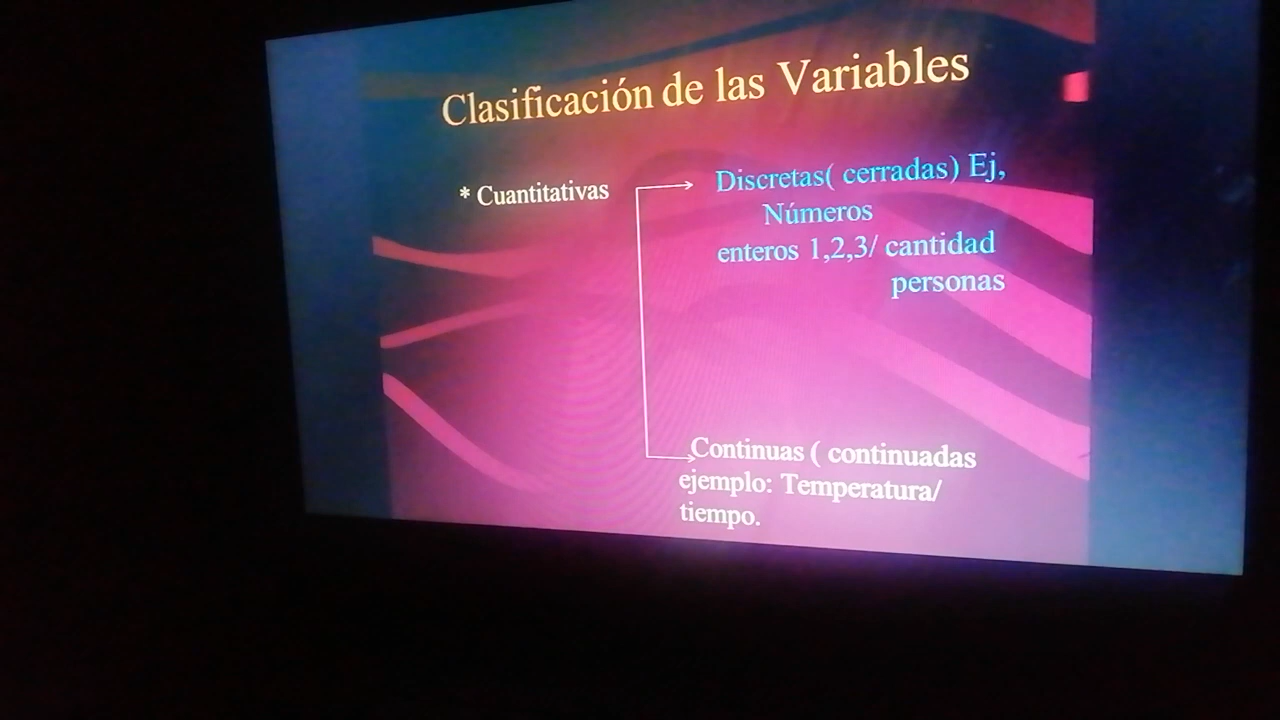 Clasificación de las Variables
* Cuantitativas
Discretas( cerradas) Ej,
Números
enteros 1,2,3/ cantidad
personas
Continuas ( continuadas
ejemplo: Temperatura/
tiempo.